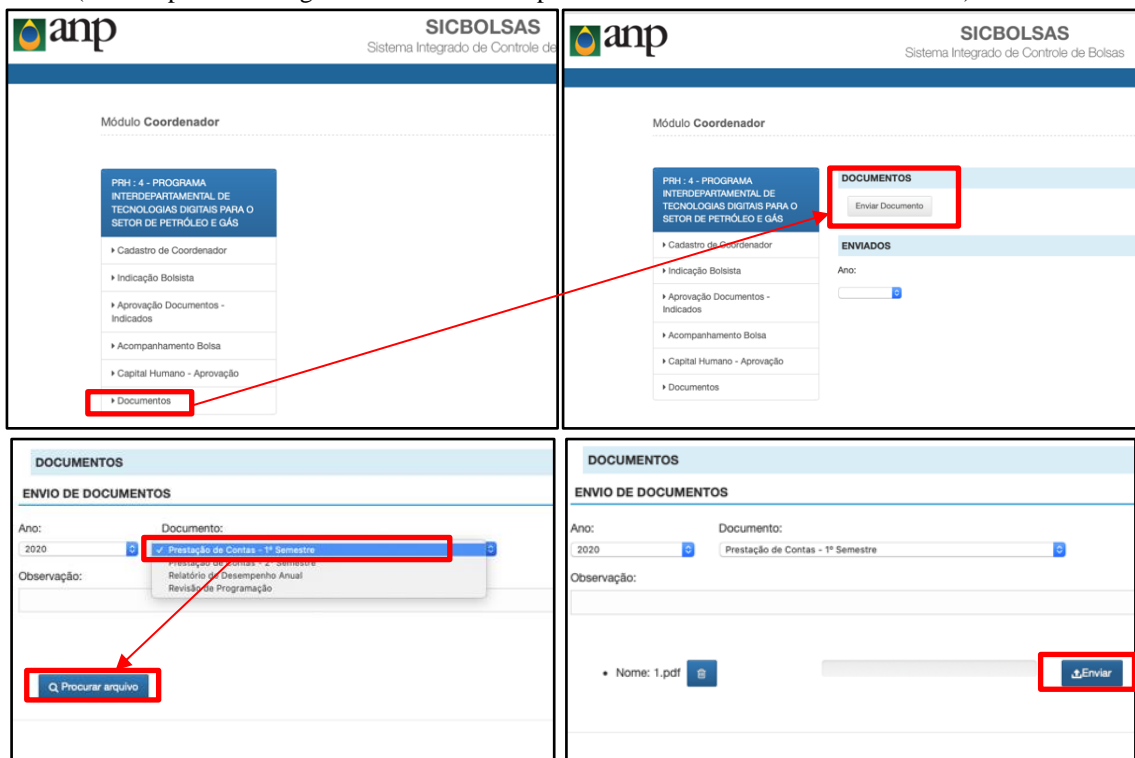 anp
SICBOLSAS
Sistema Integrado de Controle de
Módulo Coordenador
PRH : 4 - PROGRAMA
INTERDEPARTAMENTAL DE
TECNOLOGIAS DIGITAIS PARA O
SETOR DE PETRÓLEO E GÁS
Cadastro de Coordenador
Indicação Bolsista
Aprovação Documentos -
Indicados
Acompanhamento Bolsa
Capital Humano - Aprovação
Documentos
anp
SICBOLSAS
Sistema Integrado de Controle de Bolsas
Módulo Coordenador
PRH : 4 - PROGRAMA
INTERDEPARTAMENTAL DE
TECNOLOGIAS DIGITAIS PARA O
SETOR DE PETRÓLEO E GÁS
Cadastro de Coordenador
Indicação Bolsista
Aprovação Documentos -
Indicados
Acompanhamento Bolsa
Capital Humano - Aprovação
Documentos
DOCUMENTOS
Enviar Documento
ENVIADOS
Ano:
DOCUMENTOS
ENVIO DE DOCUMENTOS
Ano: Documento:
2020 ✓ Prestação de Contas - 1º Semestre
Prestação de Contas - 2º Semestre
Relatório de Desempenho Anual
Revisão de Programação
Observação:
Procurar arquivo
DOCUMENTOS
ENVIO DE DOCUMENTOS
Ano: Documento:
2020 Prestação de Contas - 1º Semestre
Observação:
• Nome: 1.pdf Enviar